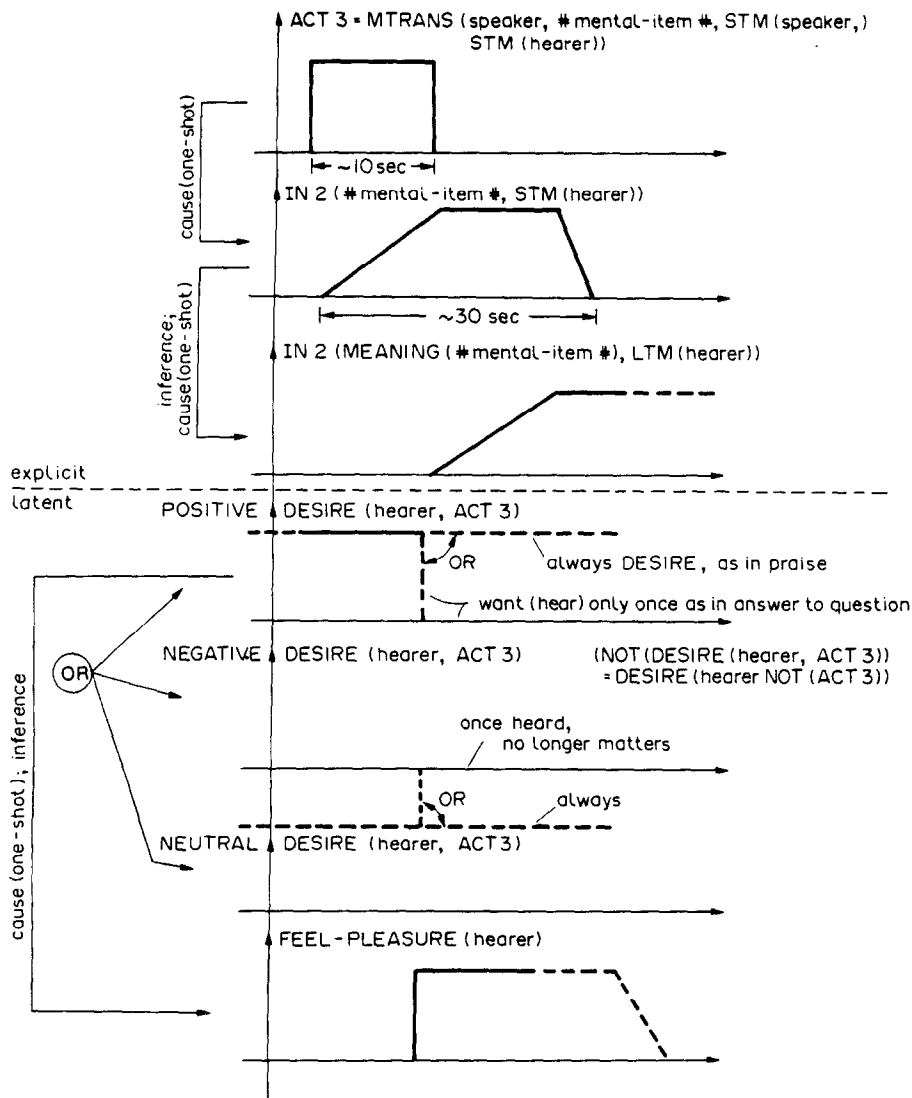 ACT 3 = MTRANS (speaker, # mental-item #, STM (speaker,)
STM (hearer))
cause(one-shot)
~10 sec
IN 2 (# mental-item #, STM (hearer))
~30 sec
inference;
cause(one-shot)
IN 2 (MEANING (# mental-item #), LTM (hearer))
explicit
latent
POSITIVE DESIRE (hearer, ACT 3)
OR
always DESIRE, as in praise
want (hear) only once as in answer to question
OR
NEGATIVE DESIRE (hearer, ACT 3)
(NOT (DESIRE (hearer, ACT 3))
= DESIRE (hearer NOT (ACT 3))
cause (one-shot); inference
once heard,
no longer matters
OR
always
NEUTRAL DESIRE (hearer, ACT 3)
FEEL-PLEASURE (hearer)